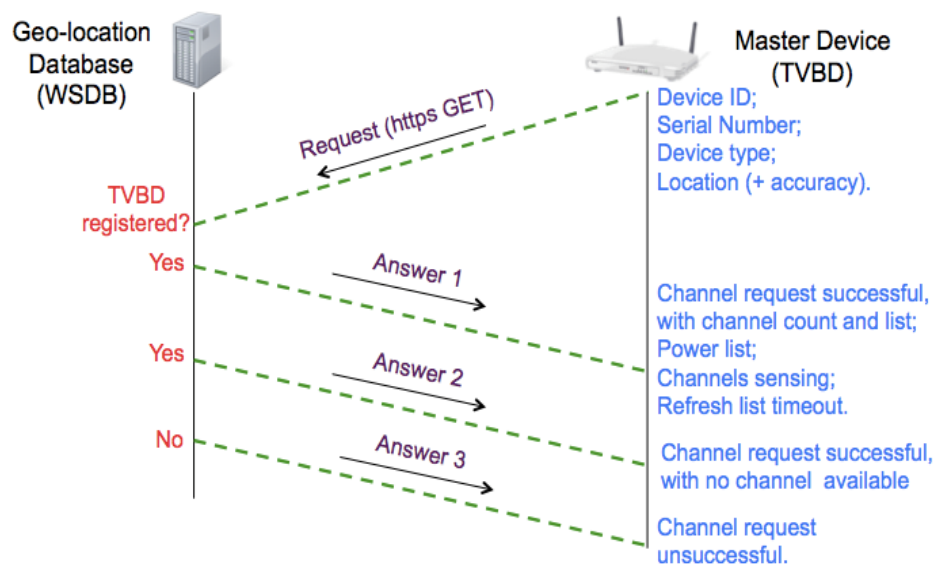 Geo-location
Database
(WSDB)
Master Device
(TVBD)
Request (https GET)
Device ID;
Serial Number;
Device type;
Location (+ accuracy).
TVBD
registered?
Yes
Answer 1
Channel request successful,
with channel count and list;
Power list;
Channels sensing;
Refresh list timeout.
Yes
Answer 2
Channel request successful,
with no channel available
No
Answer 3
Channel request
unsuccessful.